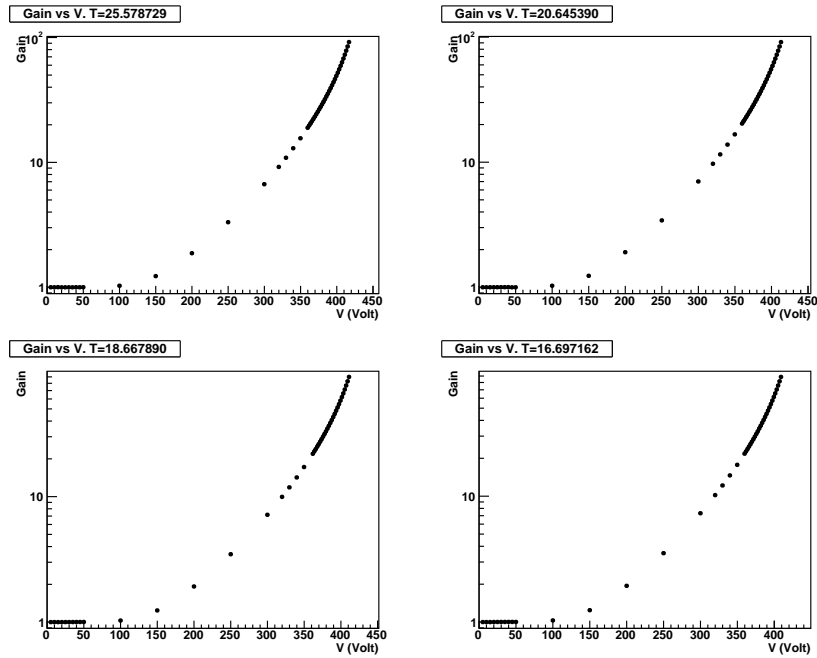 Gain vs V. T=25.578729
Gain
10²
10
1
0 50 100 150 200 250 300 350 400 450
V (Volt)
Gain vs V. T=20.645390
Gain
10²
10
1
0 50 100 150 200 250 300 350 400 450
V (Volt)
Gain vs V. T=18.667890
Gain
10
1
0 50 100 150 200 250 300 350 400 450
V (Volt)
Gain vs V. T=16.697162
Gain
10
1
0 50 100 150 200 250 300 350 400
V (Volt)